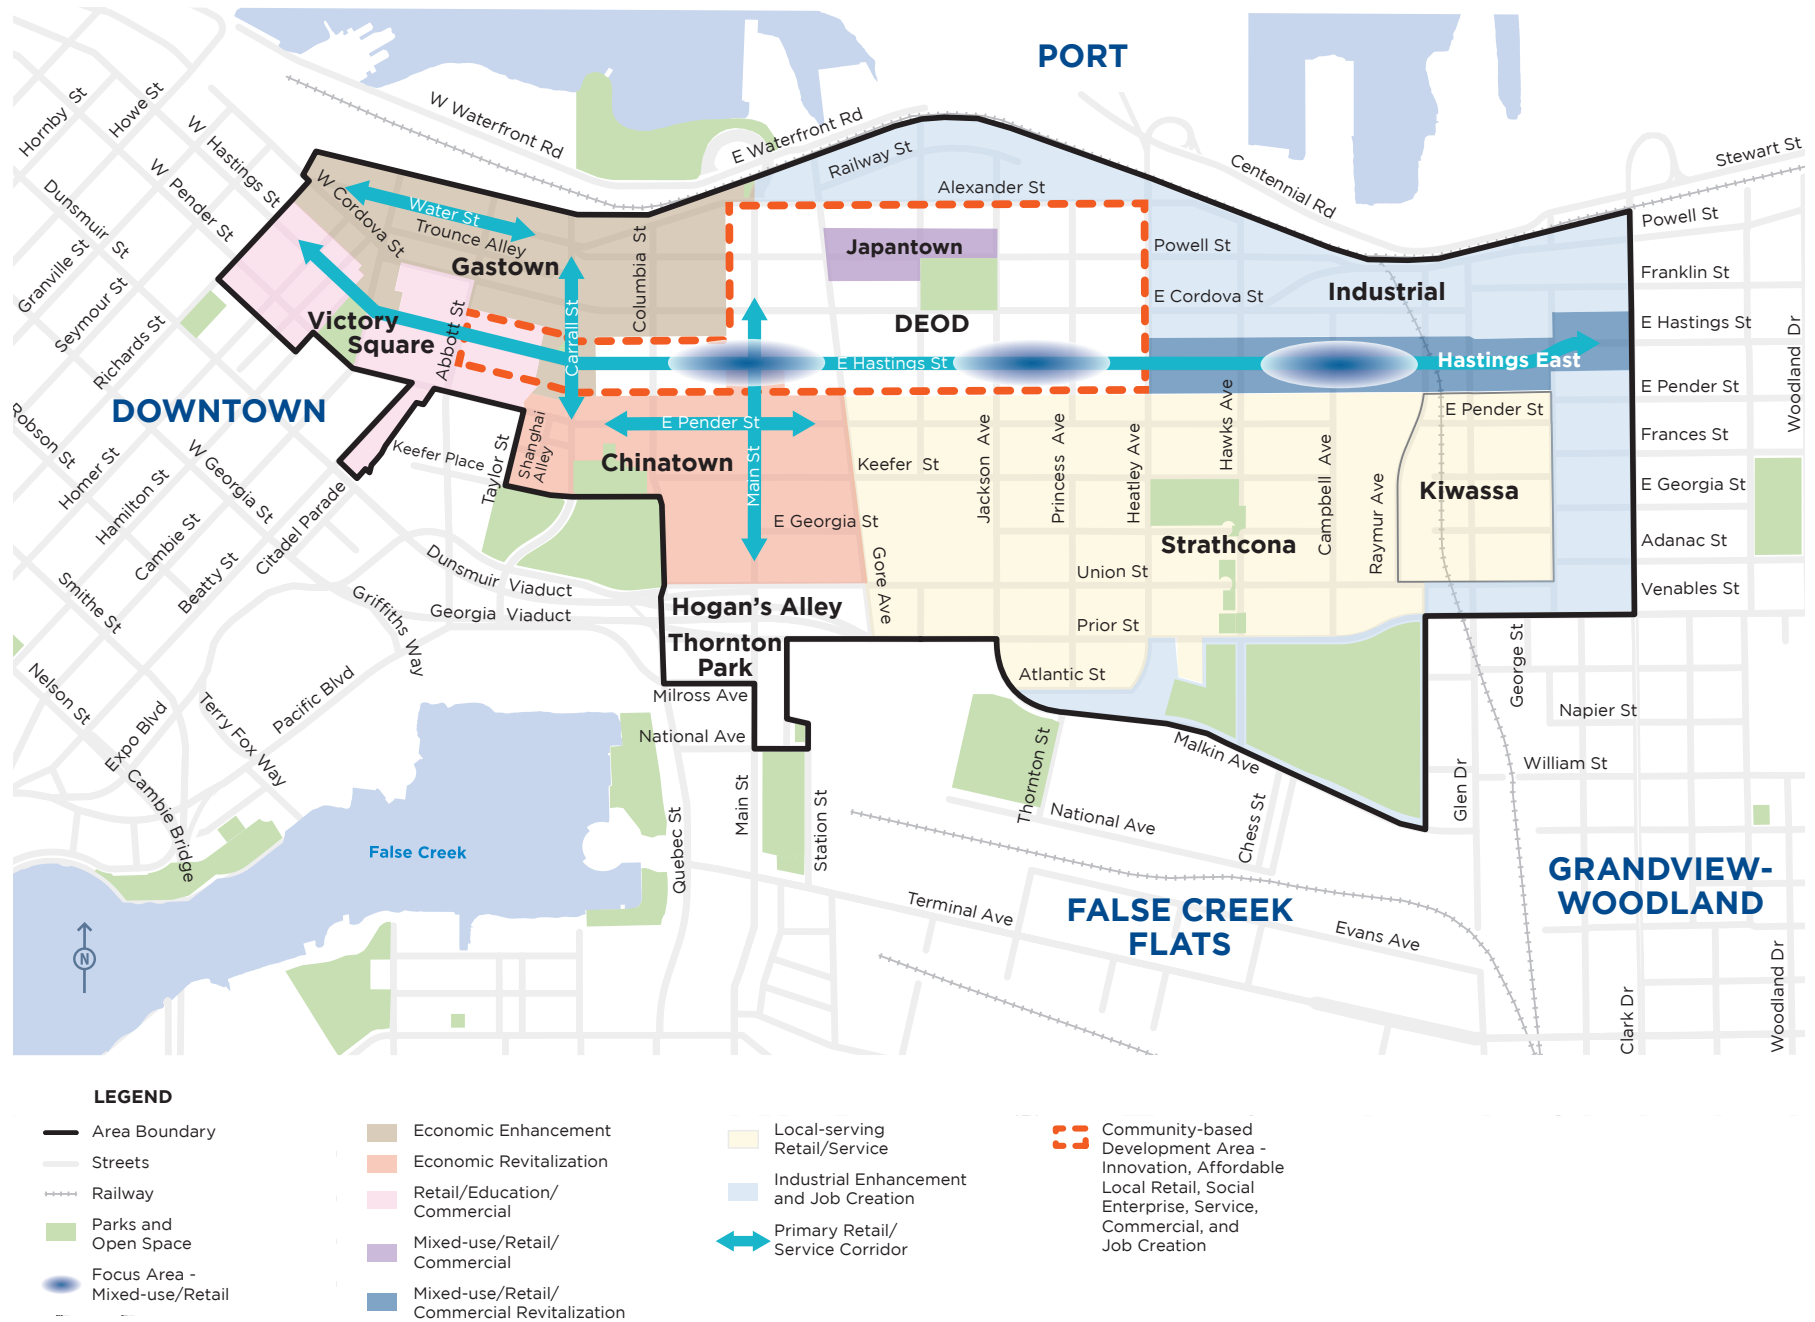 PORT
Hornby St
Howe St
W Hastings St
W Pender St
Dunsmuir St
Granville St
Seymour St
Richards St
W Waterfront Rd
E Waterfront Rd
Railway St
Alexander St
Centennial Rd
Stewart St
Powell St
W Cordova St
Water St
Trounce Alley
Gastown
Columbia St
Carrall St
Japantown
Powell St
Franklin St
E Cordova St
Industrial
DEOD
Victory
Square
Abbott St
E Hastings St
Hastings East
E Hastings St
Woodland Dr
E Pender St
DOWNTOWN
Robson St
Homer St
Hamilton St
Cambie St
Beatty St
Citadel Parade
W Georgia St
Keefer Place
Taylor St
Shanghai
Alley
E Pender St
Main St
Chinatown
Keefer St
Jackson Ave
Princess Ave
Heatley Ave
Hawks Ave
Campbell Ave
Raymur Ave
E Pender St
Kiwassa
Frances St
E Georgia St
Adanac St
Venables St
E Georgia St
Gore Ave
Strathcona
Union St
Prior St
Atlantic St
Smithe St
Dunsmuir Viaduct
Georgia Viaduct
Griffiths Way
Hogan's Alley
Thornton
Park
Milross Ave
National Ave
Nelson St
Expo Blvd
Terry Fox Way
Pacific Blvd
Cambie Bridge
False Creek
Quebec St
Main St
Station St
Thornton St
National Ave
Malkin Ave
Chess St
Glen Dr
George St
Napier St
William St
Terminal Ave
FALSE CREEK
FLATS
Evans Ave
GRANDVIEW-
WOODLAND
Clark Dr
Woodland Dr
N
LEGEND
Area Boundary
Streets
Railway
Parks and
Open Space
Focus Area -
Mixed-use/Retail
Economic Enhancement
Economic Revitalization
Retail/Education/
Commercial
Mixed-use/Retail/
Commercial
Mixed-use/Retail/
Commercial Revitalization
Local-serving
Retail/Service
Industrial Enhancement
and Job Creation
Primary Retail/
Service Corridor
Community-based
Development Area -
Innovation, Affordable
Local Retail, Social
Enterprise, Service,
Commercial, and
Job Creation